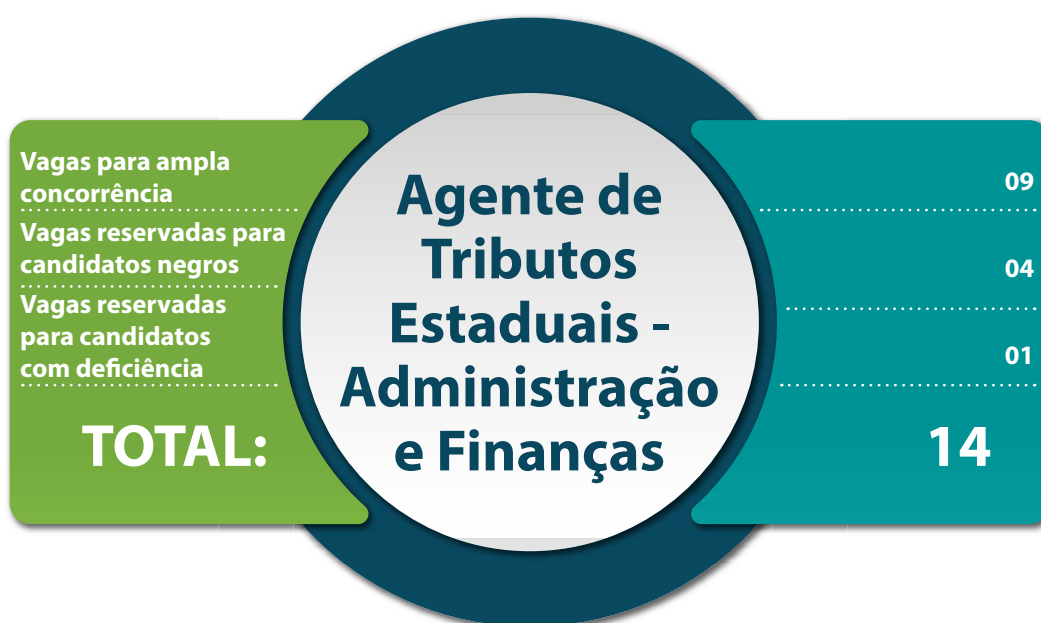 Vagas para ampla
concorrência
09
Vagas reservadas para
candidatos negros
04
Vagas reservadas
para candidatos
com deficiência
01
TOTAL:
14
Agente de
Tributos
Estaduais -
Administração
e Finanças